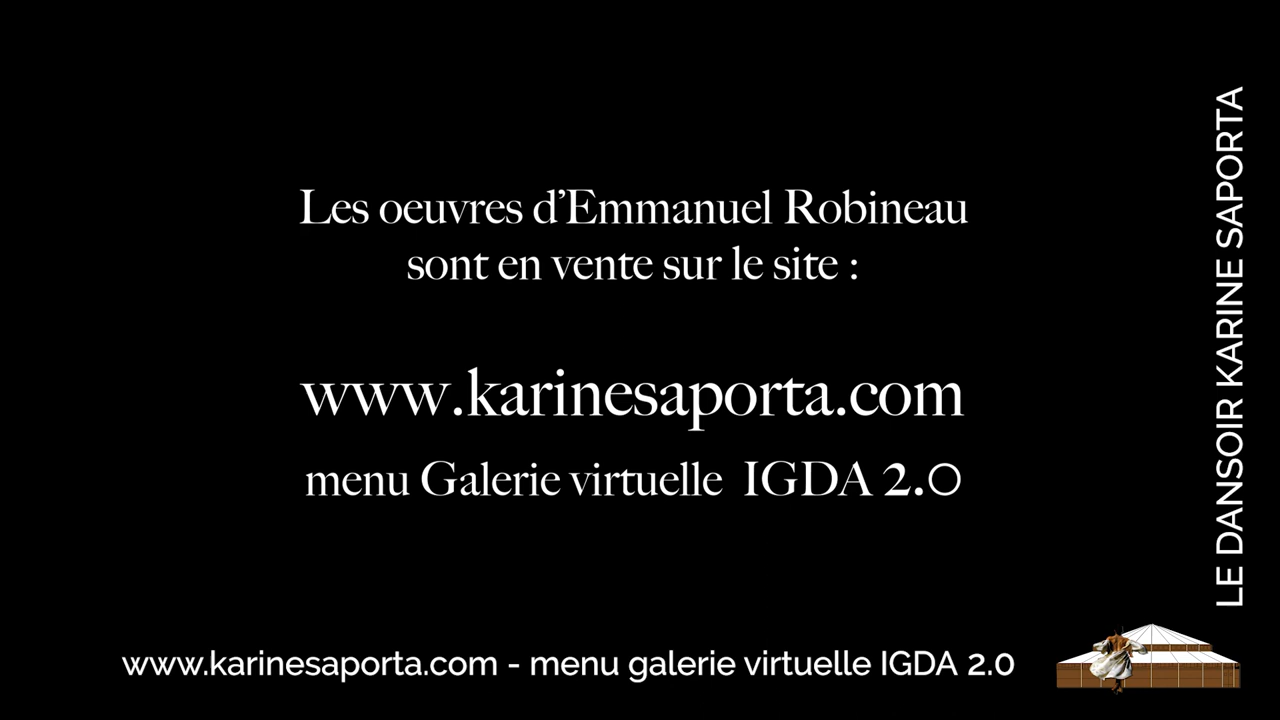 Les oeuvres d'Emmanuel Robineau
sont en vente sur le site :
www.karinesaporta.com
menu Galerie virtuelle IGDA 2.0
www.karinesaporta.com - menu galerie virtuelle IGDA 2.0
LE DANSOIR KARINE SAPORTA